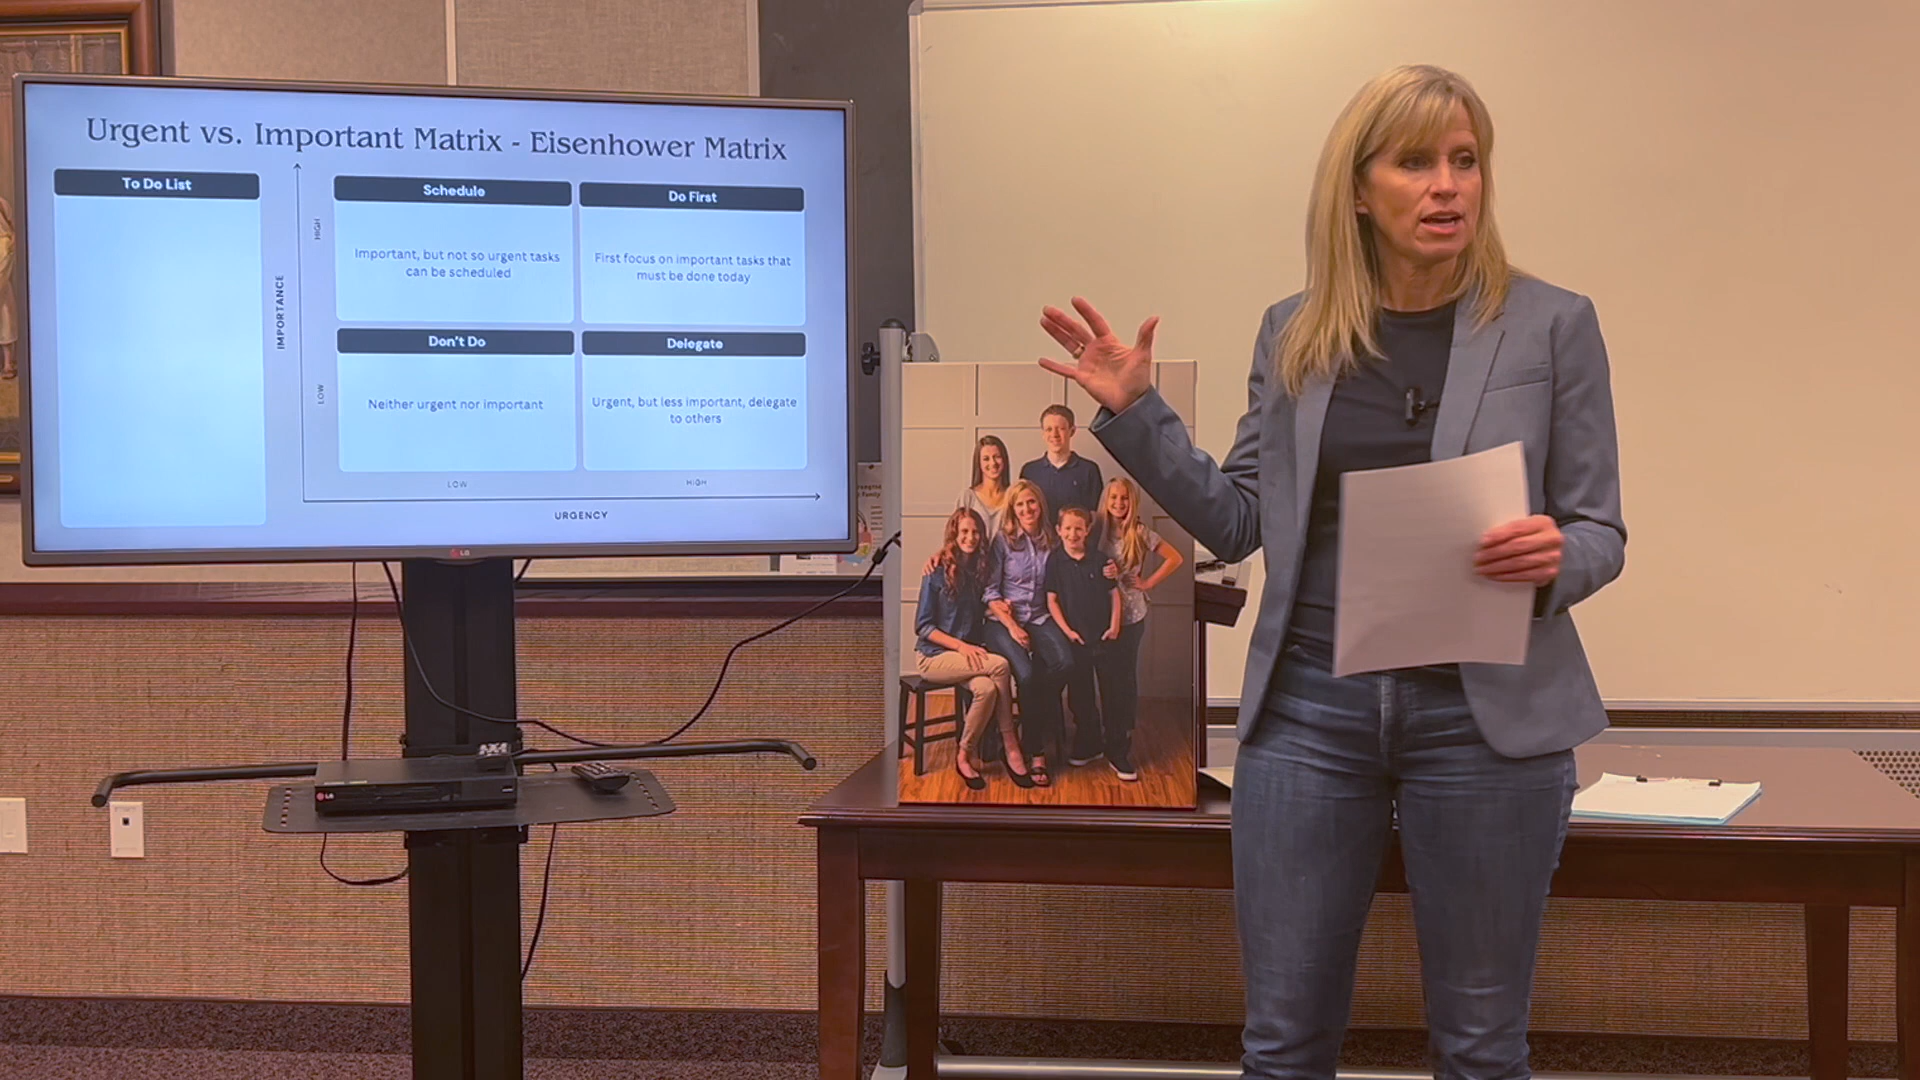 Urgent vs. Important Matrix - Eisenhower Matrix
To Do List
Schedule
Do First
HIGH
Important, but not so urgent tasks
can be scheduled
First focus on important tasks that
must be done today
IMPORTANCE
Don't Do
Delegate
LOW
Neither urgent nor important
Urgent, but less important, delegate
to others
LOW
HIGH
URGENCY
LG
LG